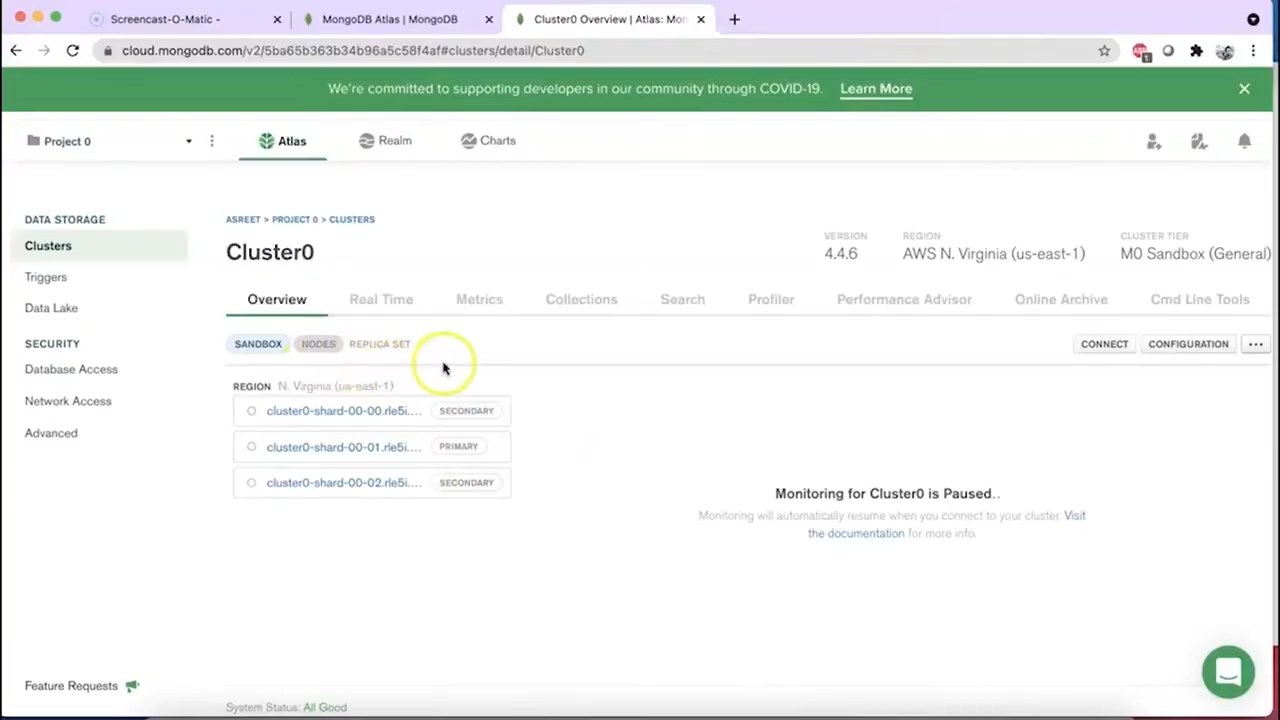 Screencast-O-Matic -
MongoDB Atlas | MongoDB
Cluster0 Overview | Atlas: Mon
cloud.mongodb.com/v2/5ba65b363b34b96a5c58f4af#clusters/detail/Cluster0
1
We're committed to supporting developers in our community through COVID-19. Learn More
Project 0
Atlas
Realm
Charts
DATA STORAGE
Clusters
Triggers
Data Lake
SECURITY
Database Access
Network Access
Advanced
Feature Requests
ASREET > PROJECT 0 > CLUSTERS
Cluster0
VERSION
4.4.6
REGION
AWS N. Virginia (us-east-1)
CLUSTER TIER
M0 Sandbox (General)
Overview
Real Time
Metrics
Collections
Search
Profiler
Performance Advisor
Online Archive
Cmd Line Tools
SANDBOX
NODES
REPLICA SET
CONNECT
CONFIGURATION
...
REGION N. Virginia (us-east-1)
cluster0-shard-00-00.rle5i.... SECONDARY
cluster0-shard-00-01.rle5i.... PRIMARY
cluster0-shard-00-02.rle5i.... SECONDARY
Monitoring for Cluster0 is Paused..
Monitoring will automatically resume when you connect to your cluster. Visit
the documentation for more info.
System Status: All Good